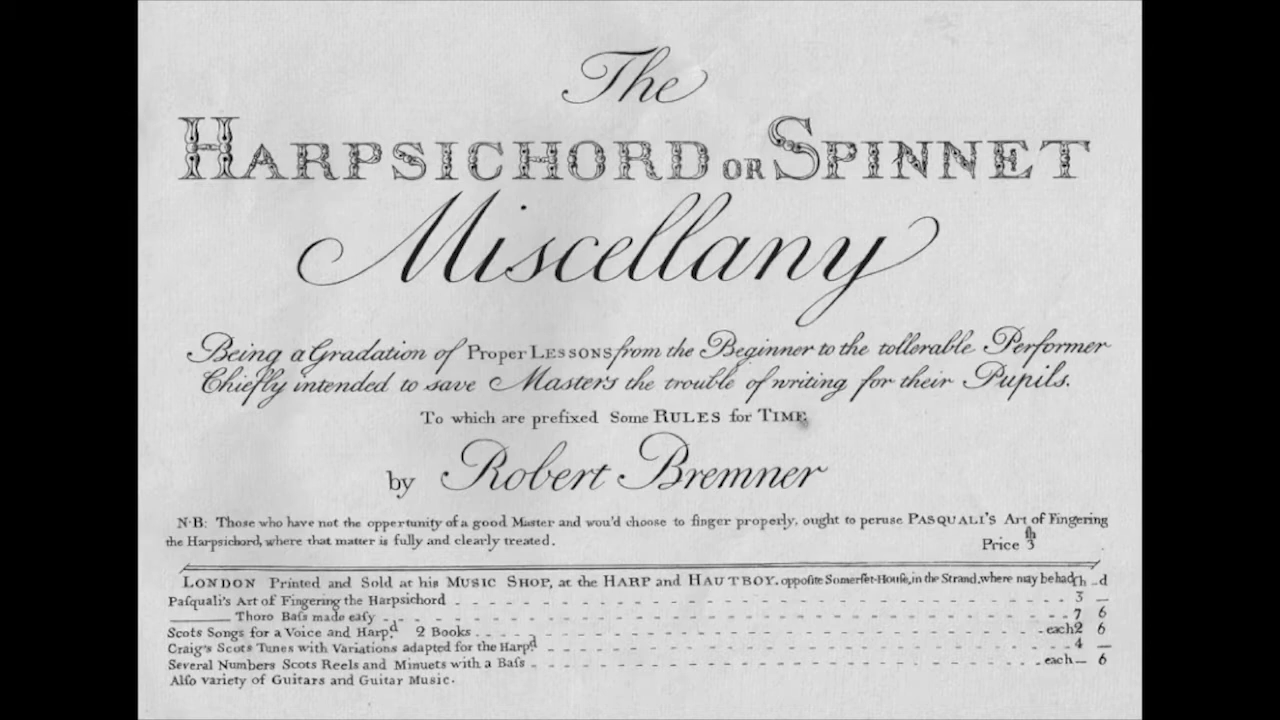 The
HARPSICHORD OR SPINNET
Miscellany
Being a Gradation of Proper LESSONS from the Beginner to the tollerable Performer
Chiefly intended to save Masters the trouble of writing for their Pupils.
To which are prefixed Some RULES for TIME
by Robert Bremner
N·B: Those who have not the oppertunity of a good Master and wou'd choose to finger properly, ought to peruse PASQUALI'S Art of Fingering
the Harpsichord, where that matter is fully and clearly treated.
Price 3 sh
LONDON Printed and Sold at his MUSIC SHOP, at the HARP and HAUTBOY, oppoſite Somerſet-Houſe, in the Strand, where may be had ſh _d
Paſquali's Art of Fingering the Harpsichord 3 —
——— Thoro Baſs made eaſy 7 6
Scots Songs for a Voice and Harpd. 2 Books each 2 6
Craig's Scots Tunes with Variations adapted for the Harpd 4 —
Several Numbers Scots Reels and Minuets with a Baſs each — 6
Alſo variety of Guitars and Guitar Music.